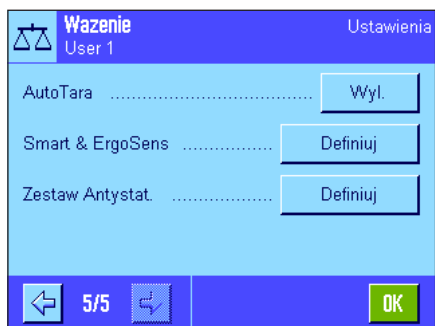 Wazenie
Ustawienia
User 1
AutoTara ................................... Wyl.
Smart & ErgoSens ................ Definiuj
Zestaw Antystat. .................. Definiuj
5/5
OK